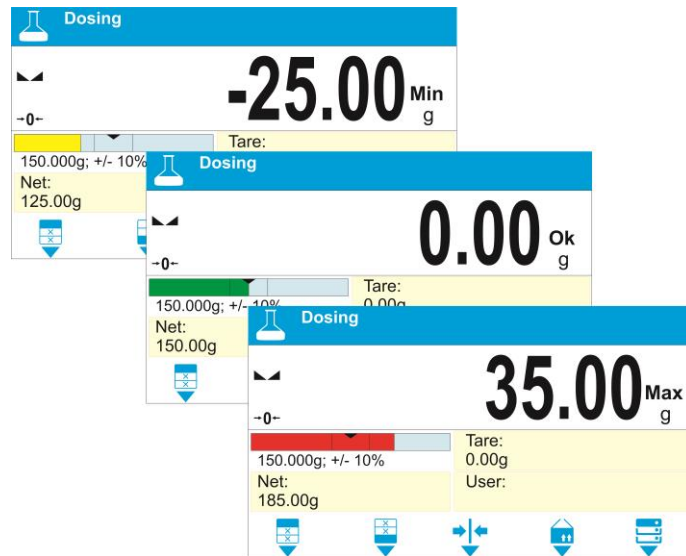 Dosing
-25.00 Min
g
→0←
Tare:
150.000g; +/- 10%
Net:
125.00g
Dosing
0.00 Ok
g
→0←
Tare:
150.000g; +/- 10%
0.00g
Net:
150.00g
Dosing
35.00 Max
g
→0←
Tare:
150.000g; +/- 10%
0.00g
Net:
User:
185.00g